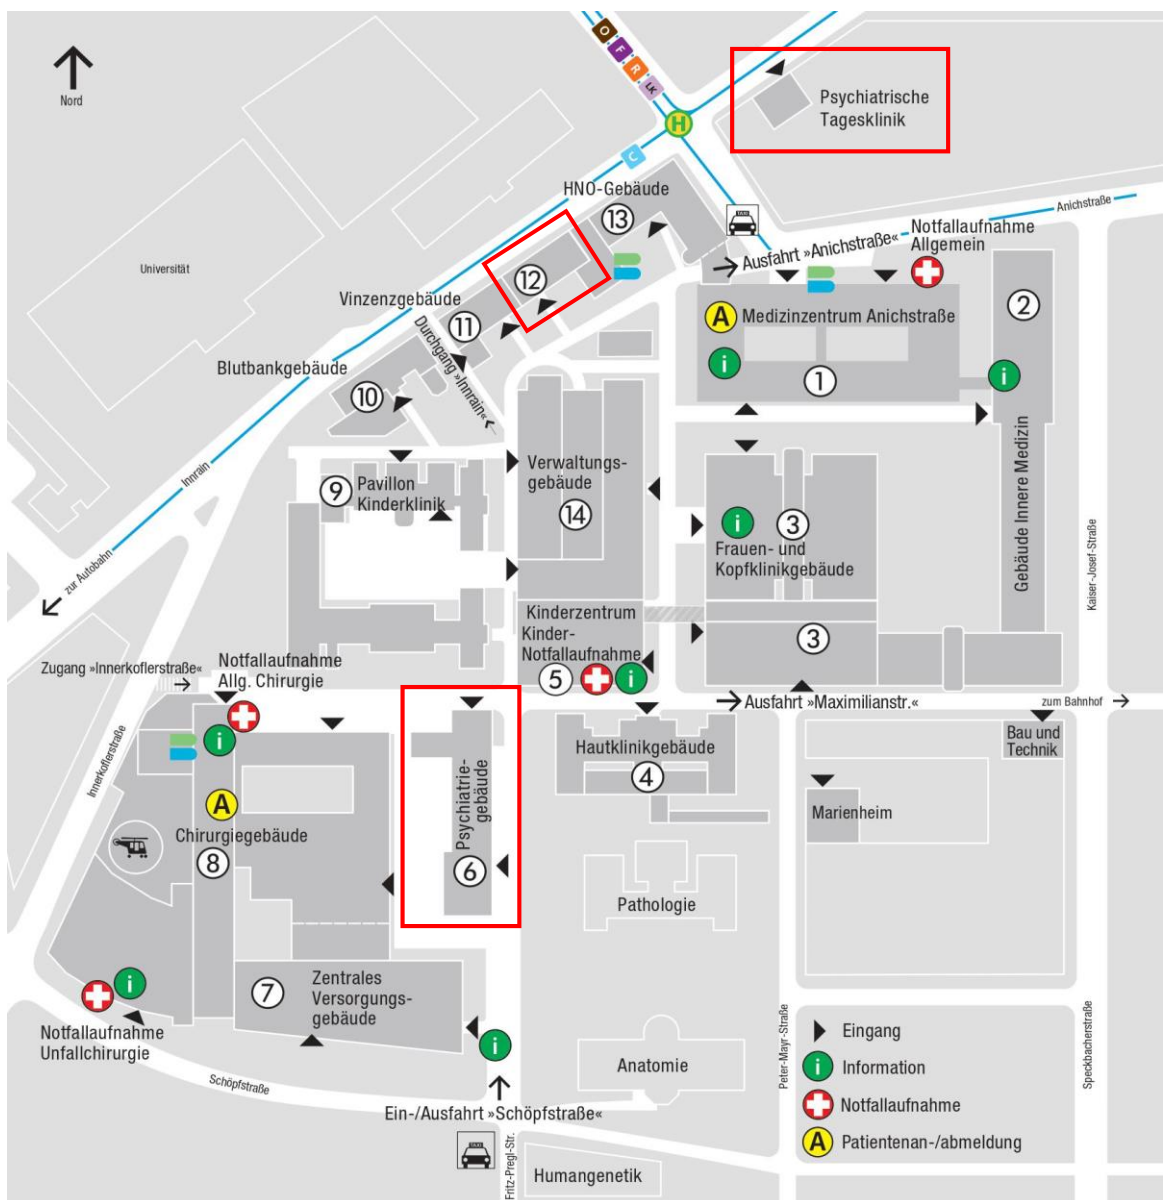 Nord
O
F
R
LK
H
C
Psychiatrische
Tagesklinik
HNO-Gebäude
13
TAXI
Anichstraße
Ausfahrt »Anichstraße«
Notfallaufnahme
Allgemein
Universität
12
Vinzenzgebäude
11
Durchgang »Innrain«
A
Medizinzentrum Anichstraße
2
i
1
i
Blutbankgebäude
10
Innrain
zur Autobahn
9
Pavillon
Kinderklinik
Verwaltungs-
gebäude
14
i
3
Frauen- und
Kopfklinikgebäude
Gebäude Innere Medizin
Kaiser-Josef-Straße
Kinderzentrum
Kinder-
Notfallaufnahme
5
i
3
Zugang »Innerkoflerstraße«
Notfallaufnahme
Allg. Chirurgie
Ausfahrt »Maximilianstr.«
zum Bahnhof
Innerkoflerstraße
i
A
Chirurgiegebäude
8
Psychiatrie-
gebäude
6
Hautklinikgebäude
4
Bau und
Technik
Marienheim
Pathologie
i
Notfallaufnahme
Unfallchirurgie
7
Zentrales
Versorgungs-
gebäude
i
Schöpfstraße
Ein-/Ausfahrt »Schöpfstraße«
Fritz-Pregl-Str.
Anatomie
Humangenetik
Peter-Mayr-Straße
Speckbacherstraße
Eingang
i Information
Notfallaufnahme
A Patientenan-/abmeldung